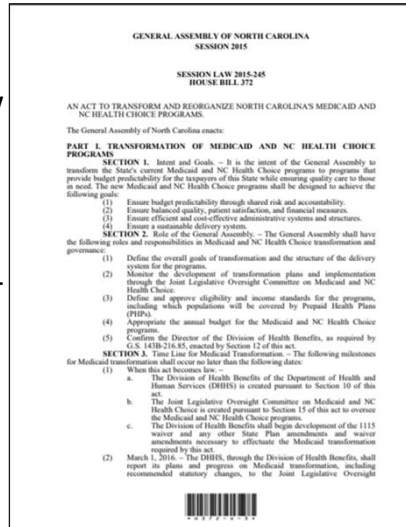 GENERAL ASSEMBLY OF NORTH CAROLINA
SESSION 2015
SESSION LAW 2015-245
HOUSE BILL 372
AN ACT TO TRANSFORM AND REORGANIZE NORTH CAROLINA'S MEDICAID AND
NC HEALTH CHOICE PROGRAMS.
The General Assembly of North Carolina enacts:
PART I. TRANSFORMATION OF MEDICAID AND NC HEALTH CHOICE
PROGRAMS
SECTION 1. Intent and Goals. – It is the intent of the General Assembly to
transform the State's current Medicaid and NC Health Choice programs to programs that
provide budget predictability for the taxpayers of this State while ensuring quality care to those
in need. The new Medicaid and NC Health Choice programs shall be designed to achieve the
following goals:
(1) Ensure budget predictability through shared risk and accountability.
(2) Ensure balanced quality, patient satisfaction, and financial measures.
(3) Ensure efficient and cost-effective administrative systems and structures.
(4) Ensure a sustainable delivery system.
SECTION 2. Role of the General Assembly. – The General Assembly shall have
the following roles and responsibilities in Medicaid and NC Health Choice transformation and
governance:
(1) Define the overall goals of transformation and the structure of the delivery
system for the programs.
(2) Monitor the development of transformation plans and implementation
through the Joint Legislative Oversight Committee on Medicaid and NC
Health Choice.
(3) Define and approve eligibility and income standards for the programs,
including which populations will be covered by Prepaid Health Plans
(PHPs).
(4) Appropriate the annual budget for the Medicaid and NC Health Choice
programs.
(5) Confirm the Director of the Division of Health Benefits, as required by
G.S. 143B-216.85, enacted by Section 12 of this act.
SECTION 3. Time Line for Medicaid Transformation. – The following milestones
for Medicaid transformation shall occur no later than the following dates:
(1) When this act becomes law. –
a. The Division of Health Benefits of the Department of Health and
Human Services (DHHS) is created pursuant to Section 10 of this
act.
b. The Joint Legislative Oversight Committee on Medicaid and NC
Health Choice is created pursuant to Section 15 of this act to oversee
the Medicaid and NC Health Choice programs.
c. The Division of Health Benefits shall begin development of the 1115
waiver and any other State Plan amendments and waiver
amendments necessary to effectuate the Medicaid transformation
required by this act.
(2) March 1, 2016. – The DHHS, through the Division of Health Benefits, shall
report its plans and progress on Medicaid transformation, including
recommended statutory changes, to the Joint Legislative Oversight